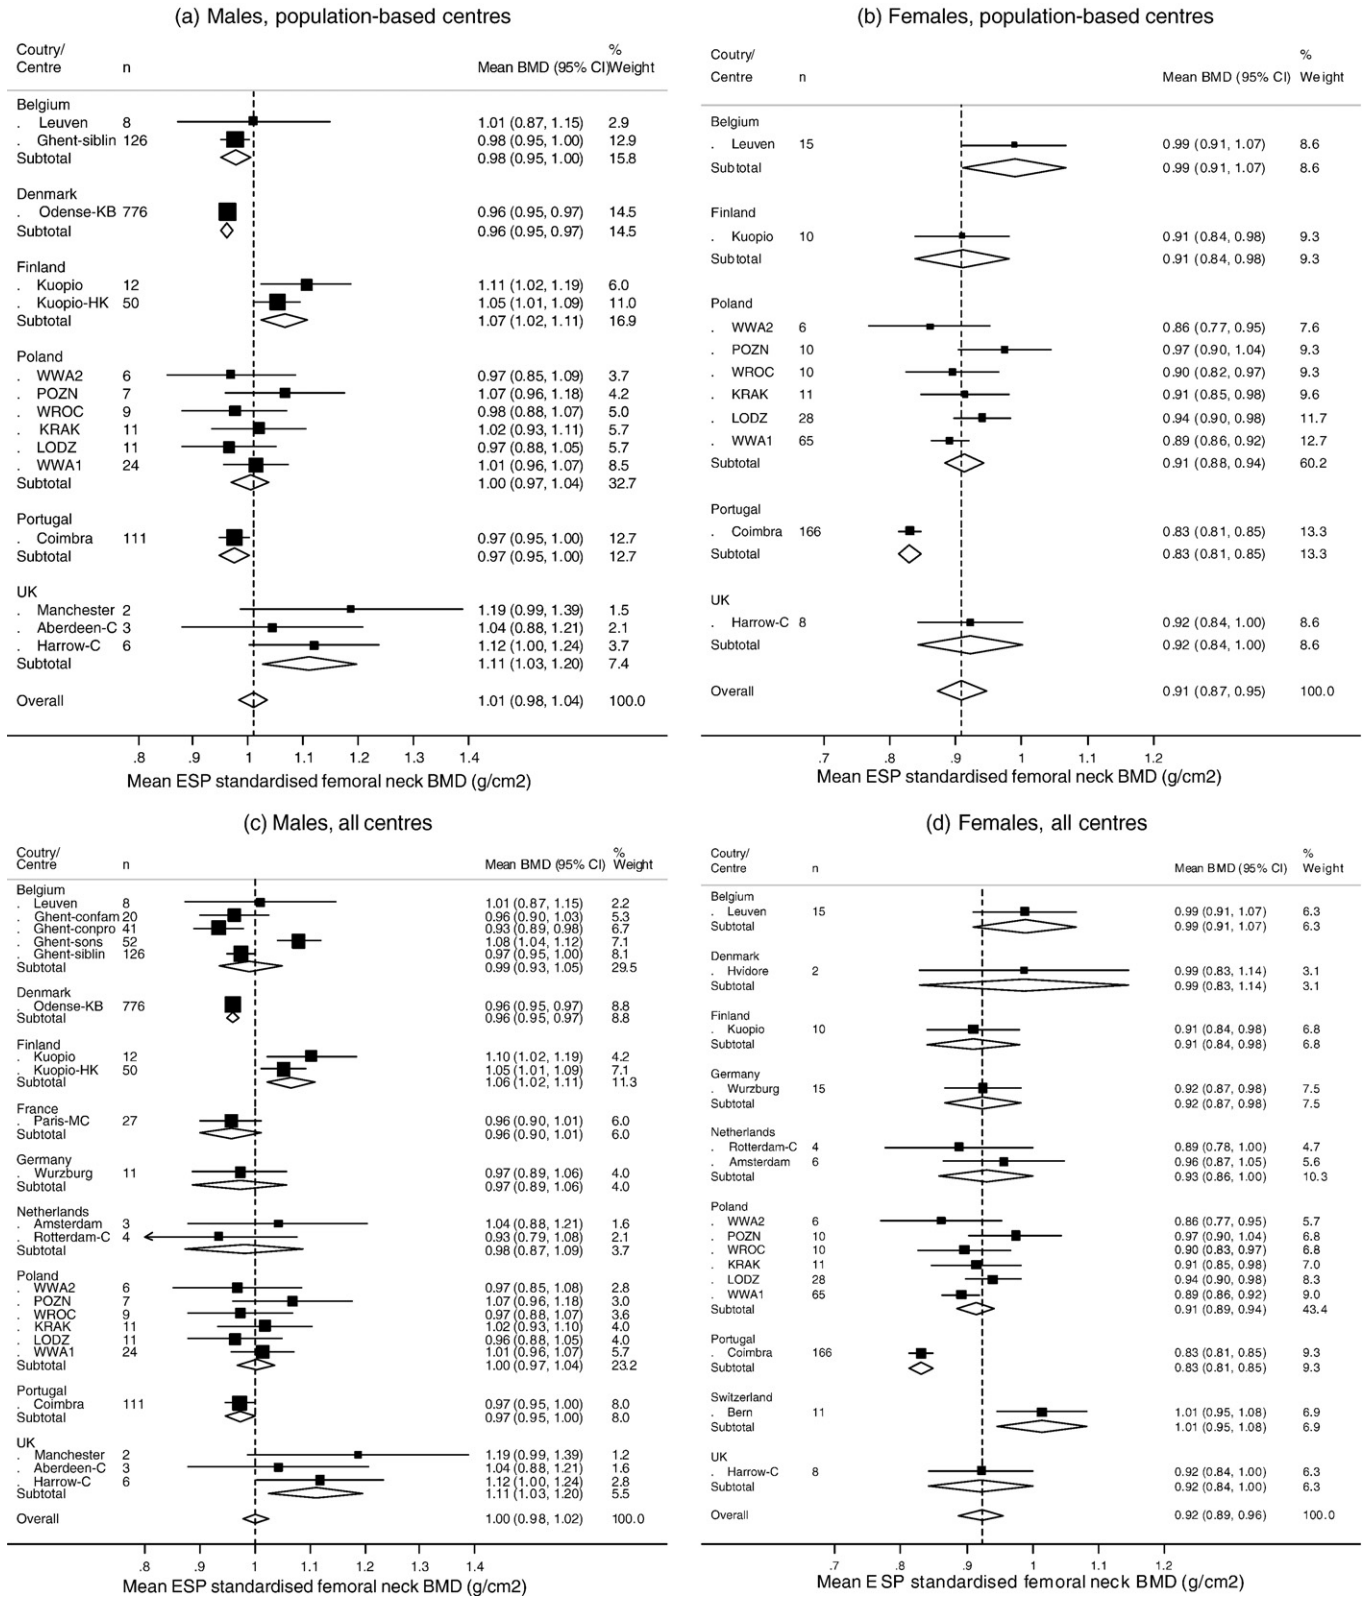 (a) Males, population-based centres
Coutry/
Centre n Mean BMD (95% CI) % Weight
Belgium
. Leuven 8 1.01 (0.87, 1.15) 2.9
. Ghent-siblin 126 0.98 (0.95, 1.00) 12.9
Subtotal 0.98 (0.95, 1.00) 15.8
Denmark
. Odense-KB 776 0.96 (0.95, 0.97) 14.5
Subtotal 0.96 (0.95, 0.97) 14.5
Finland
. Kuopio 12 1.11 (1.02, 1.19) 6.0
. Kuopio-HK 50 1.05 (1.01, 1.09) 11.0
Subtotal 1.07 (1.02, 1.11) 16.9
Poland
. WWA2 6 0.97 (0.85, 1.09) 3.7
. POZN 7 1.07 (0.96, 1.18) 4.2
. WROC 9 0.98 (0.88, 1.07) 5.0
. KRAK 11 1.02 (0.93, 1.11) 5.7
. LODZ 11 0.97 (0.88, 1.05) 5.7
. WWA1 24 1.01 (0.96, 1.07) 8.5
Subtotal 1.00 (0.97, 1.04) 32.7
Portugal
. Coimbra 111 0.97 (0.95, 1.00) 12.7
Subtotal 0.97 (0.95, 1.00) 12.7
UK
. Manchester 2 1.19 (0.99, 1.39) 1.5
. Aberdeen-C 3 1.04 (0.88, 1.21) 2.1
. Harrow-C 6 1.12 (1.00, 1.24) 3.7
Subtotal 1.11 (1.03, 1.20) 7.4
Overall 1.01 (0.98, 1.04) 100.0
.8 .9 1 1.1 1.2 1.3 1.4
Mean ESP standardised femoral neck BMD (g/cm2)
(b) Females, population-based centres
Coutry/ %
Centre n Mean BMD (95% CI) Weight
Belgium
. Leuven 15 0.99 (0.91, 1.07) 8.6
Subtotal 0.99 (0.91, 1.07) 8.6
Finland
. Kuopio 10 0.91 (0.84, 0.98) 9.3
Subtotal 0.91 (0.84, 0.98) 9.3
Poland
. WWA2 6 0.86 (0.77, 0.95) 7.6
. POZN 10 0.97 (0.90, 1.04) 9.3
. WROC 10 0.90 (0.82, 0.97) 9.3
. KRAK 11 0.91 (0.85, 0.98) 9.6
. LODZ 28 0.94 (0.90, 0.98) 11.7
. WWA1 65 0.89 (0.86, 0.92) 12.7
Subtotal 0.91 (0.88, 0.94) 60.2
Portugal
. Coimbra 166 0.83 (0.81, 0.85) 13.3
Subtotal 0.83 (0.81, 0.85) 13.3
UK
. Harrow-C 8 0.92 (0.84, 1.00) 8.6
Subtotal 0.92 (0.84, 1.00) 8.6
Overall 0.91 (0.87, 0.95) 100.0
.7 .8 .9 1 1.1 1.2
Mean ESP standardised femoral neck BMD (g/cm2)
(c) Males, all centres
Coutry/ %
Centre n Mean BMD (95% CI) Weight
Belgium
. Leuven 8 1.01 (0.87, 1.15) 2.2
. Ghent-confam 20 0.96 (0.90, 1.03) 5.3
. Ghent-conpro 41 0.93 (0.89, 0.98) 6.7
. Ghent-sons 52 1.08 (1.04, 1.12) 7.1
. Ghent-siblin 126 0.97 (0.95, 1.00) 8.1
Subtotal 0.99 (0.93, 1.05) 29.5
Denmark
. Odense-KB 776 0.96 (0.95, 0.97) 8.8
Subtotal 0.96 (0.95, 0.97) 8.8
Finland
. Kuopio 12 1.10 (1.02, 1.19) 4.2
. Kuopio-HK 50 1.05 (1.01, 1.09) 7.1
Subtotal 1.06 (1.02, 1.11) 11.3
France
. Paris-MC 27 0.96 (0.90, 1.01) 6.0
Subtotal 0.96 (0.90, 1.01) 6.0
Germany
. Wurzburg 11 0.97 (0.89, 1.06) 4.0
Subtotal 0.97 (0.89, 1.06) 4.0
Netherlands
. Amsterdam 3 1.04 (0.88, 1.21) 1.6
. Rotterdam-C 4 0.93 (0.79, 1.08) 2.1
Subtotal 0.98 (0.87, 1.09) 3.7
Poland
. WWA2 6 0.97 (0.85, 1.08) 2.8
. POZN 7 1.07 (0.96, 1.18) 3.0
. WROC 9 0.97 (0.88, 1.07) 3.6
. KRAK 11 1.02 (0.93, 1.10) 4.0
. LODZ 11 0.96 (0.88, 1.05) 4.0
. WWA1 24 1.01 (0.96, 1.07) 5.7
Subtotal 1.00 (0.97, 1.04) 23.2
Portugal
. Coimbra 111 0.97 (0.95, 1.00) 8.0
Subtotal 0.97 (0.95, 1.00) 8.0
UK
. Manchester 2 1.19 (0.99, 1.39) 1.2
. Aberdeen-C 3 1.04 (0.88, 1.21) 1.6
. Harrow-C 6 1.12 (1.00, 1.24) 2.8
Subtotal 1.11 (1.03, 1.20) 5.5
Overall 1.00 (0.98, 1.02) 100.0
.8 .9 1 1.1 1.2 1.3 1.4
Mean ESP standardised femoral neck BMD (g/cm2)
(d) Females, all centres
Coutry/ %
Centre n Mean BMD (95% CI) Weight
Belgium
. Leuven 15 0.99 (0.91, 1.07) 6.3
Subtotal 0.99 (0.91, 1.07) 6.3
Denmark
. Hvidore 2 0.99 (0.83, 1.14) 3.1
Subtotal 0.99 (0.83, 1.14) 3.1
Finland
. Kuopio 10 0.91 (0.84, 0.98) 6.8
Subtotal 0.91 (0.84, 0.98) 6.8
Germany
. Wurzburg 15 0.92 (0.87, 0.98) 7.5
Subtotal 0.92 (0.87, 0.98) 7.5
Netherlands
. Rotterdam-C 4 0.89 (0.78, 1.00) 4.7
. Amsterdam 6 0.96 (0.87, 1.05) 5.6
Subtotal 0.93 (0.86, 1.00) 10.3
Poland
. WWA2 6 0.86 (0.77, 0.95) 5.7
. POZN 10 0.97 (0.90, 1.04) 6.8
. WROC 10 0.90 (0.83, 0.97) 6.8
. KRAK 11 0.91 (0.85, 0.98) 7.0
. LODZ 28 0.94 (0.90, 0.98) 8.3
. WWA1 65 0.89 (0.86, 0.92) 9.0
Subtotal 0.91 (0.89, 0.94) 43.4
Portugal
. Coimbra 166 0.83 (0.81, 0.85) 9.3
Subtotal 0.83 (0.81, 0.85) 9.3
Switzerland
. Bern 11 1.01 (0.95, 1.08) 6.9
Subtotal 1.01 (0.95, 1.08) 6.9
UK
. Harrow-C 8 0.92 (0.84, 1.00) 6.3
Subtotal 0.92 (0.84, 1.00) 6.3
Overall 0.92 (0.89, 0.96) 100.0
.7 .8 .9 1 1.1 1.2
Mean ESP standardised femoral neck BMD (g/cm2)